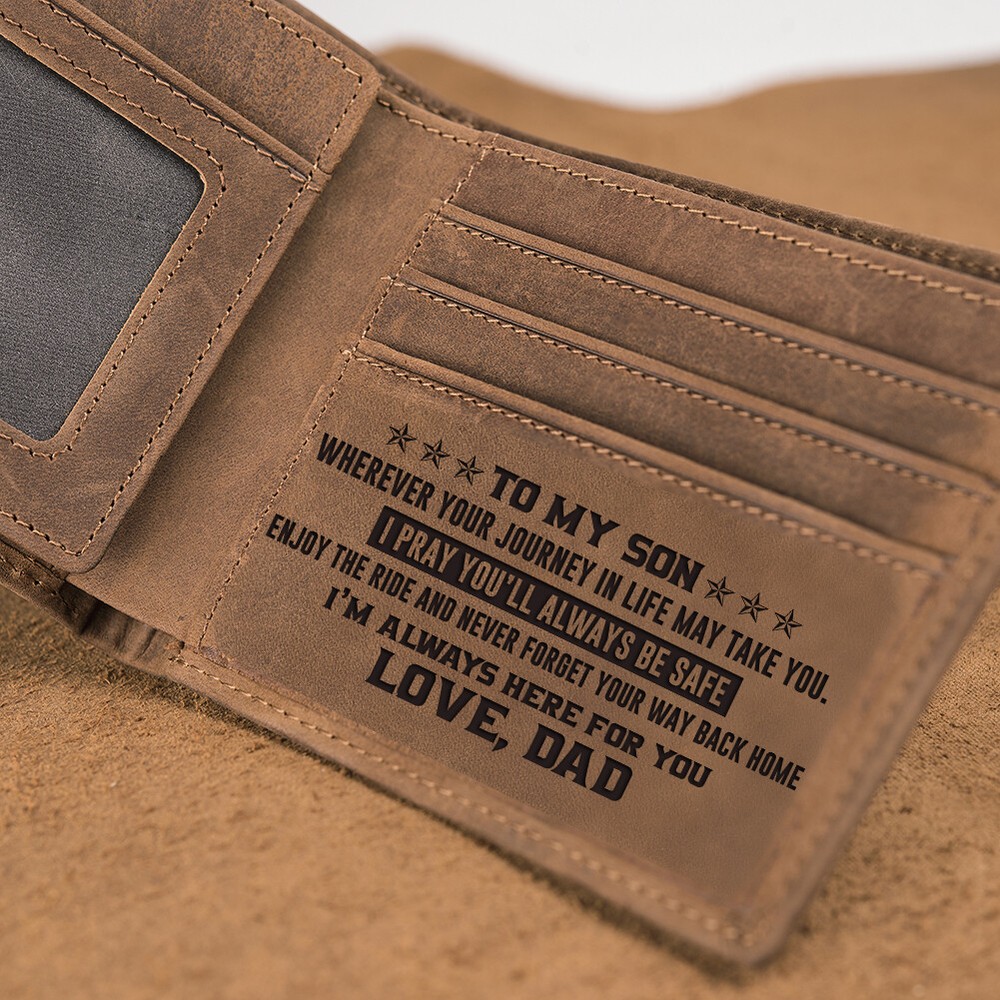 TO MY SON
WHEREVER YOUR JOURNEY IN LIFE MAY TAKE YOU.
I PRAY YOU'LL ALWAYS BE SAFE
ENJOY THE RIDE AND NEVER FORGET YOUR WAY BACK HOME
I'M ALWAYS HERE FOR YOU
LOVE, DAD